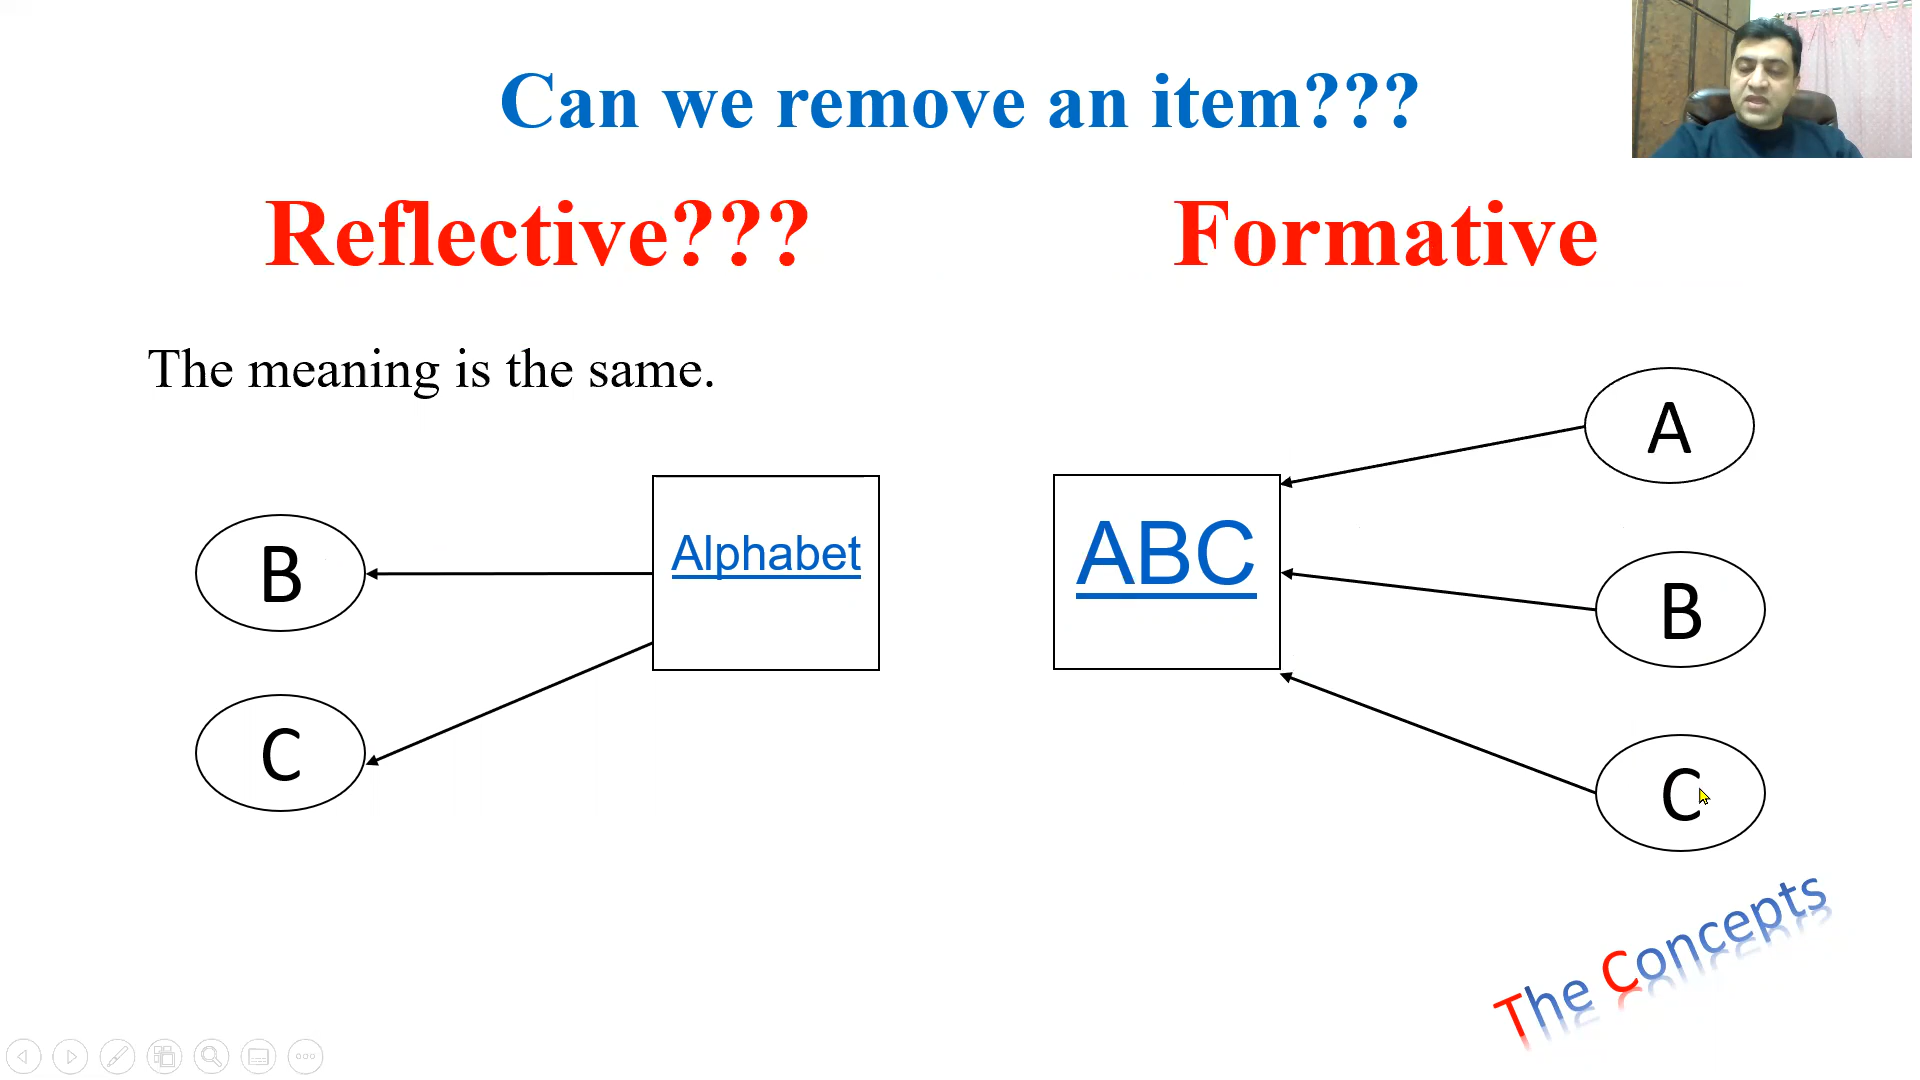 Can we remove an item???
Reflective???
Formative
The meaning is the same.
B
C
Alphabet
ABC
A
B
C
The Concepts